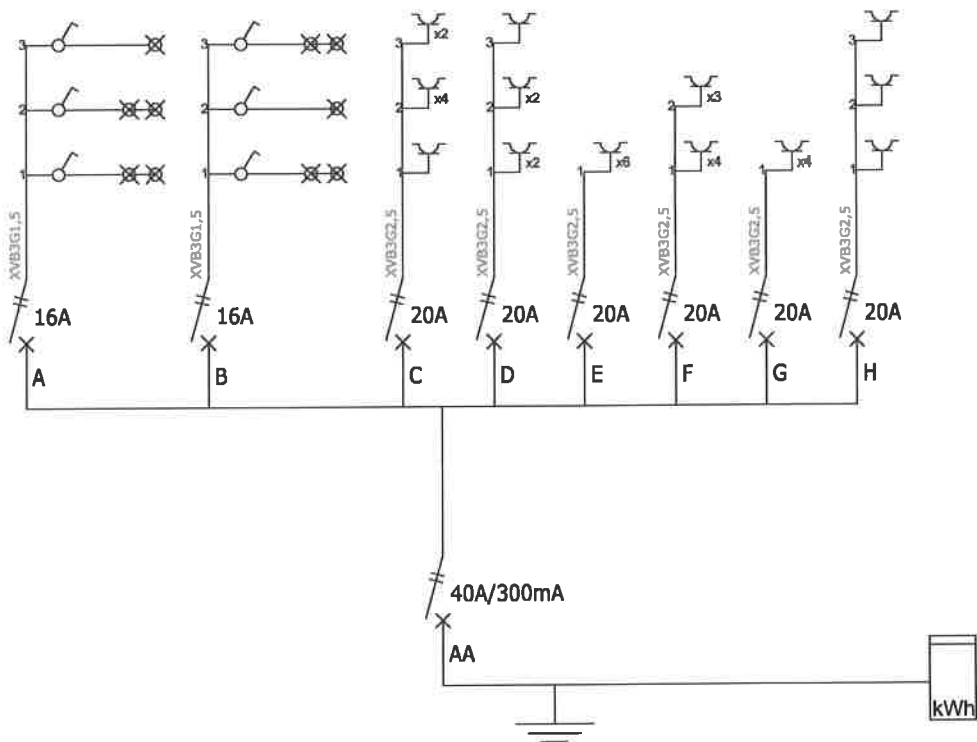 3 3 3 x2 3 3
2 2 2 x4 2 x2 2 x3 2
1 1 1 1 x2 1 x6 1 x4 1 x4 1
XVB3G1,5 XVB3G1,5 XVB3G2,5 XVB3G2,5 XVB3G2,5 XVB3G2,5 XVB3G2,5 XVB3G2,5
16A 16A 20A 20A 20A 20A 20A 20A
A B C D E F G H
40A/300mA
AA
kWh